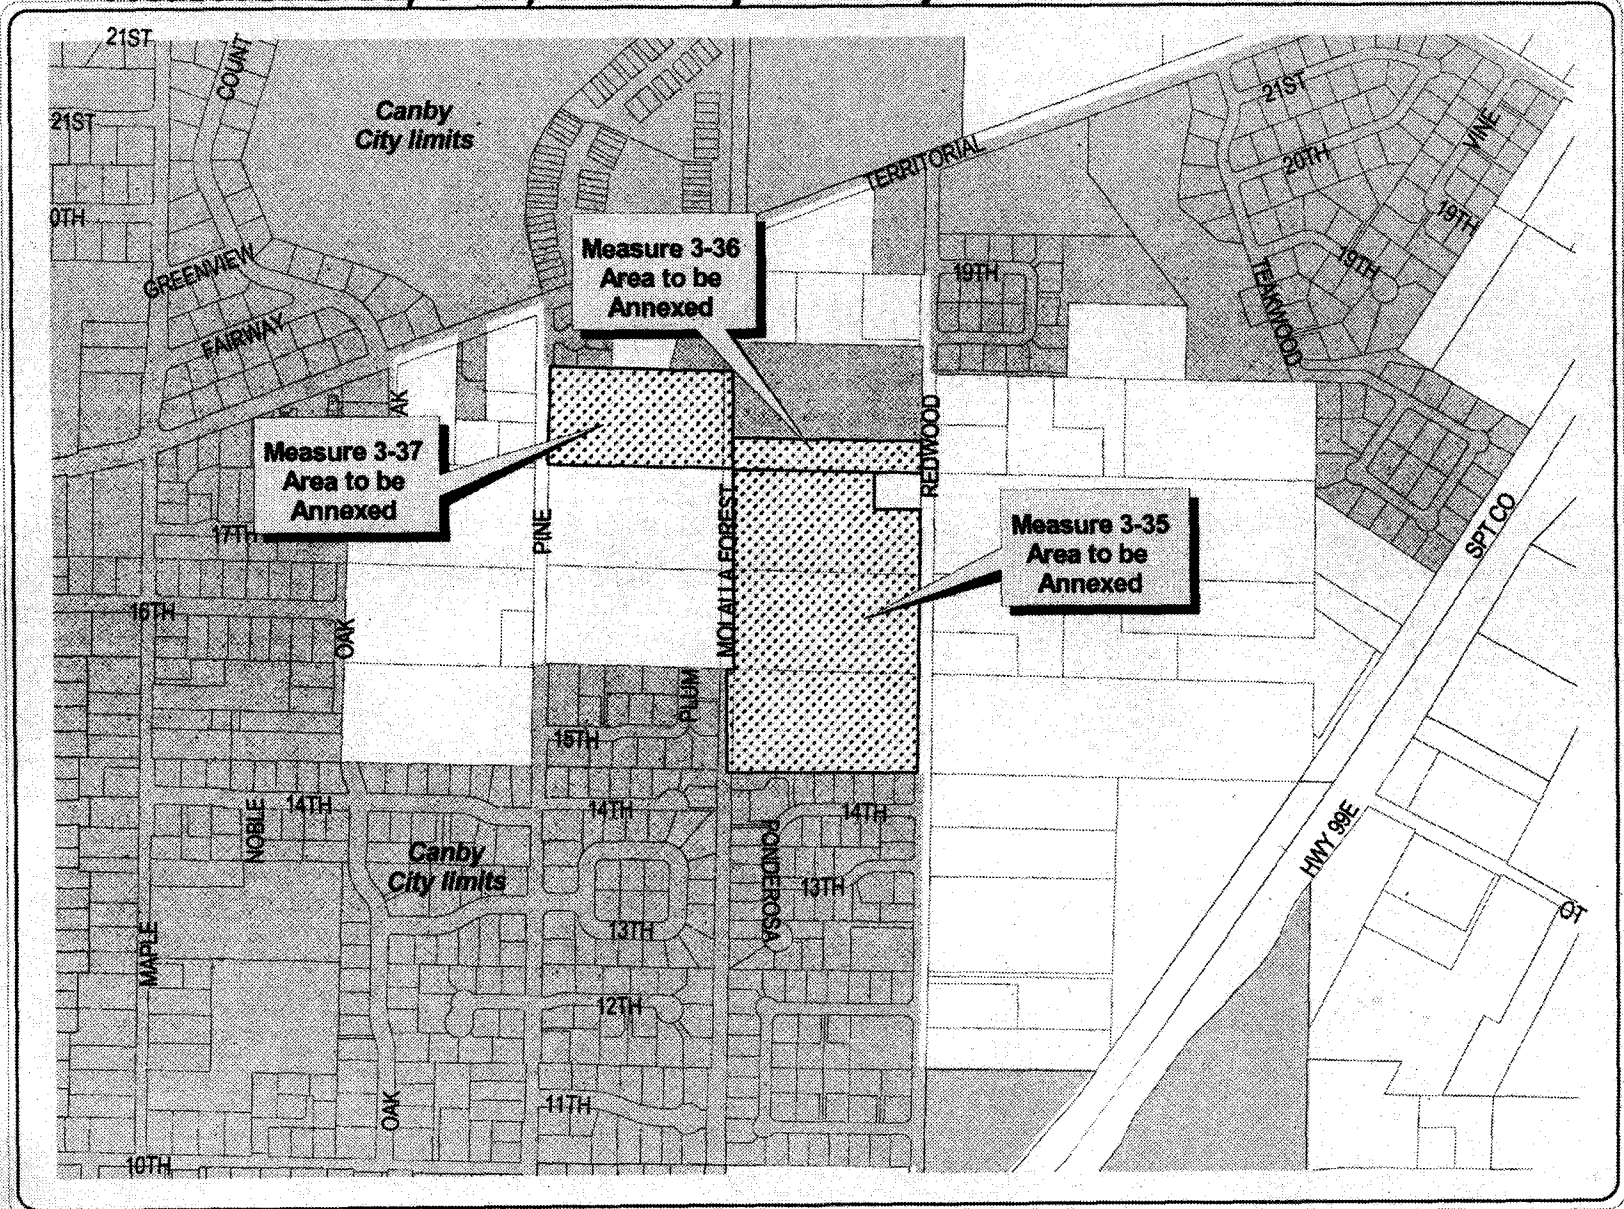 21ST
COUNT
Canby
City limits
21ST
21ST
VINE
TERRITORIAL
20TH
0TH
19TH
Measure 3-36
Area to be
Annexed
GREENVIEW
19TH
19TH
TEAKWOOD
FAIRWAY
AK
REDWOOD
Measure 3-37
Area to be
Annexed
Measure 3-35
Area to be
Annexed
17TH
PINE
MOLALLA FOREST
SPT CO
16TH
OAK
PLUM
15TH
14TH
NOBLE
14TH
14TH
PONDEROSA
HWY 99E
Canby
City limits
13TH
OT
13TH
MAPLE
12TH
OAK
11TH
10TH